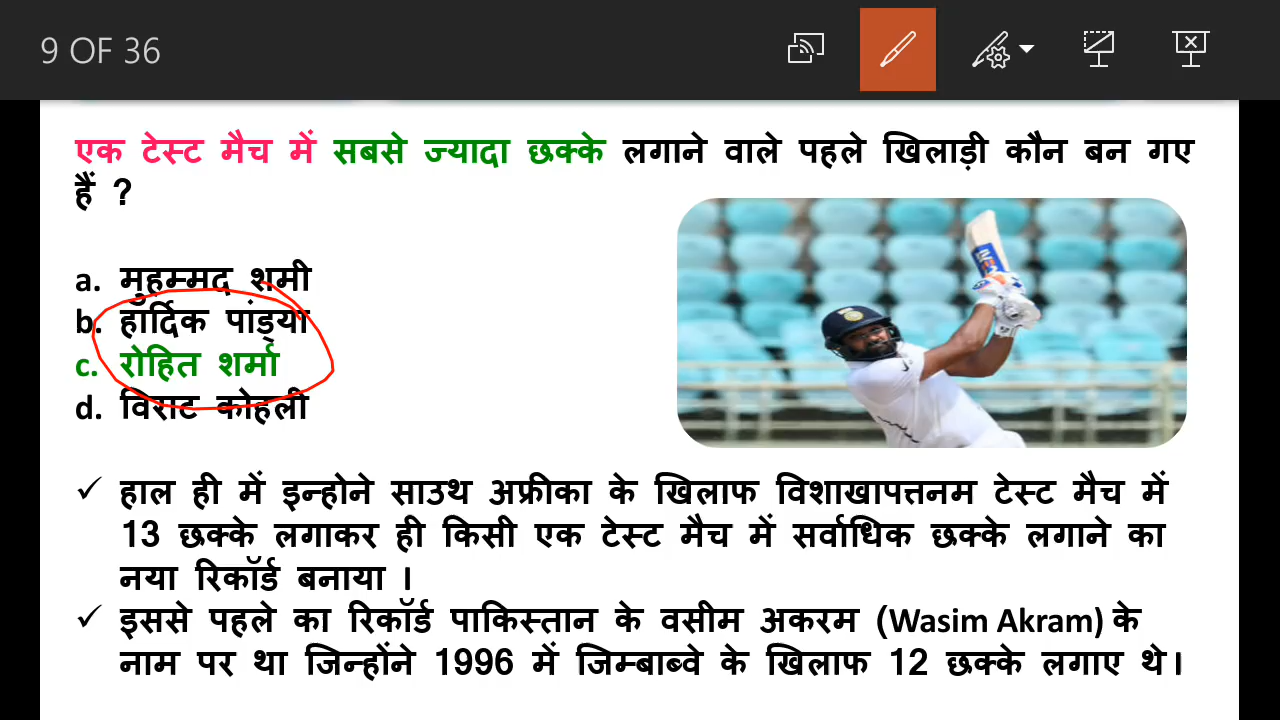 9 OF 36
एक टेस्ट मैच में सबसे ज्यादा छक्के लगाने वाले पहले खिलाड़ी कौन बन गए
हैं ?
a. मुहम्मद शमी
b. हार्दिक पांड्या
c. रोहित शर्मा
d. विराट कोहली
✓ हाल ही में इन्होने साउथ अफ्रीका के खिलाफ विशाखापत्तनम टेस्ट मैच में
13 छक्के लगाकर ही किसी एक टेस्ट मैच में सर्वाधिक छक्के लगाने का
नया रिकॉर्ड बनाया ।
✓ इससे पहले का रिकॉर्ड पाकिस्तान के वसीम अकरम (Wasim Akram) के
नाम पर था जिन्होंने 1996 में जिम्बाब्वे के खिलाफ 12 छक्के लगाए थे।